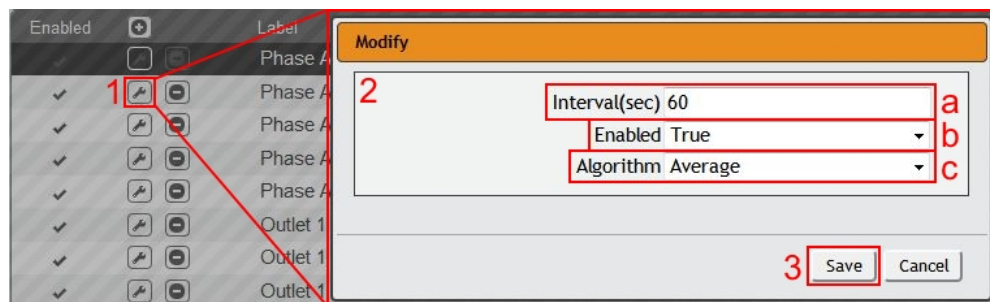 Enabled Label
Phase A
1 Phase A
Phase A
Phase A
Phase A
Outlet 1
Outlet 1
Outlet 1
Modify
2
Interval(sec) 60 a
Enabled True b
Algorithm Average c
3 Save Cancel